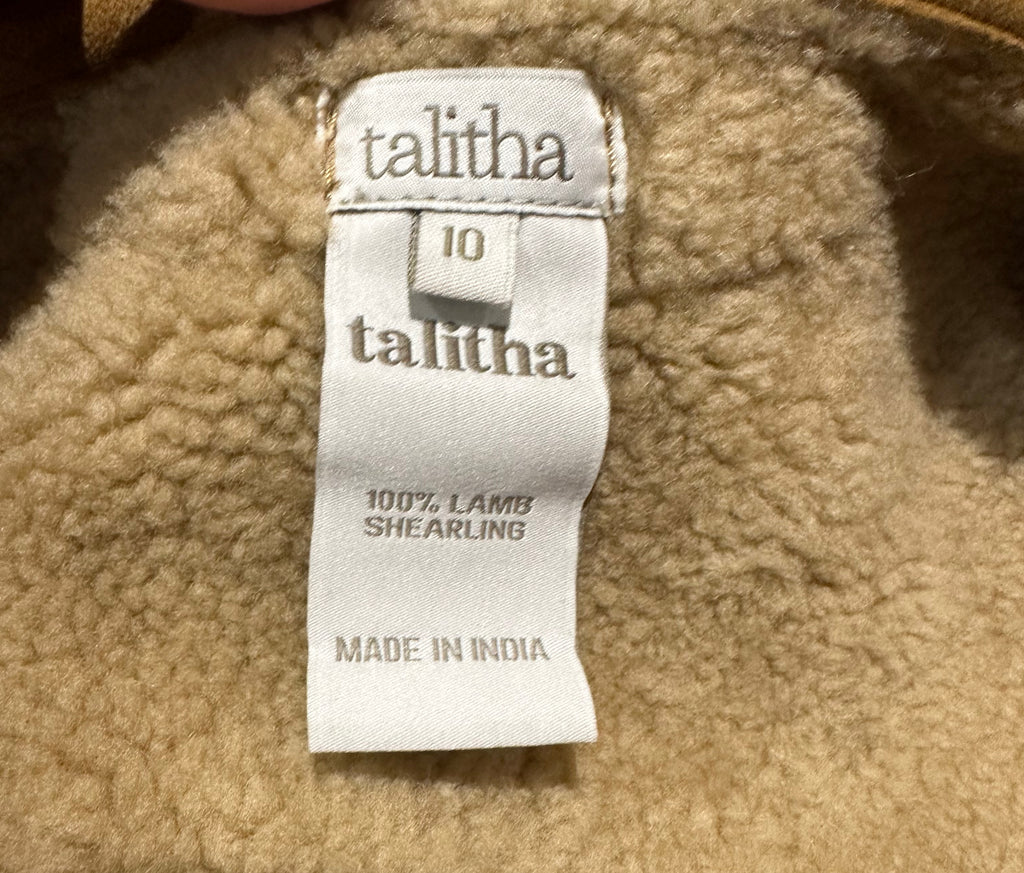 talitha
10
talitha
100% LAMB
SHEARLING
MADE IN INDIA